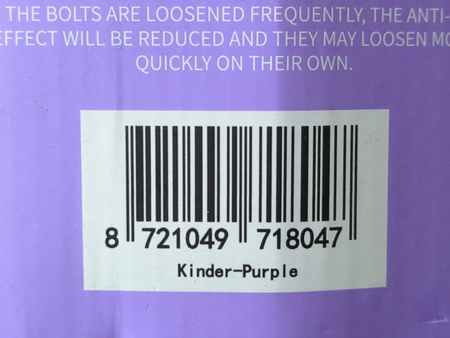 THE BOLTS ARE LOOSENED FREQUENTLY, THE ANTI-
EFFECT WILL BE REDUCED AND THEY MAY LOOSEN
QUICKLY ON THEIR OWN.
8 721049 718047
Kinder-Purple